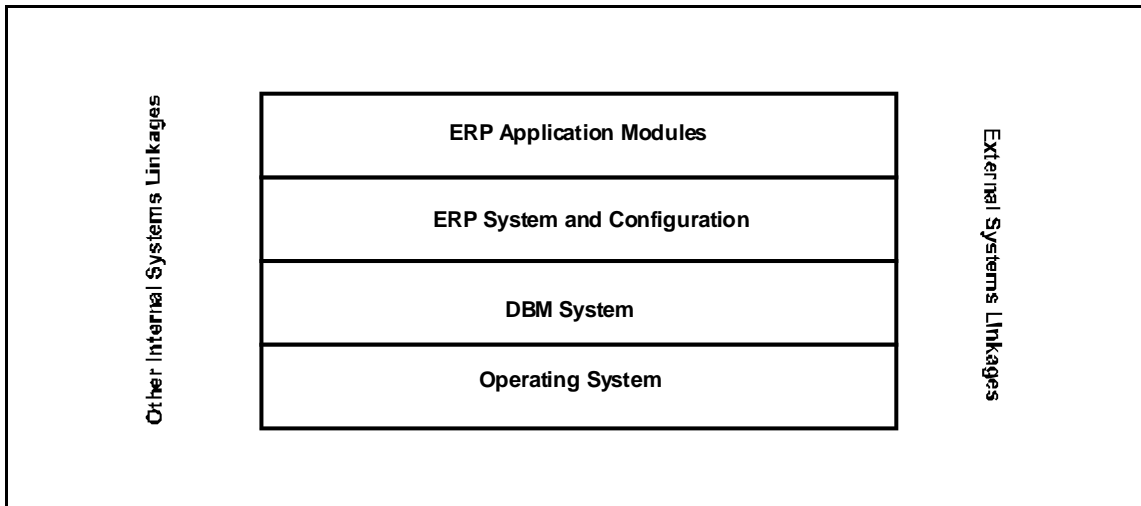 Other Internal Systems Linkages
ERP Application Modules
ERP System and Configuration
DBM System
Operating System
External Systems Linkages